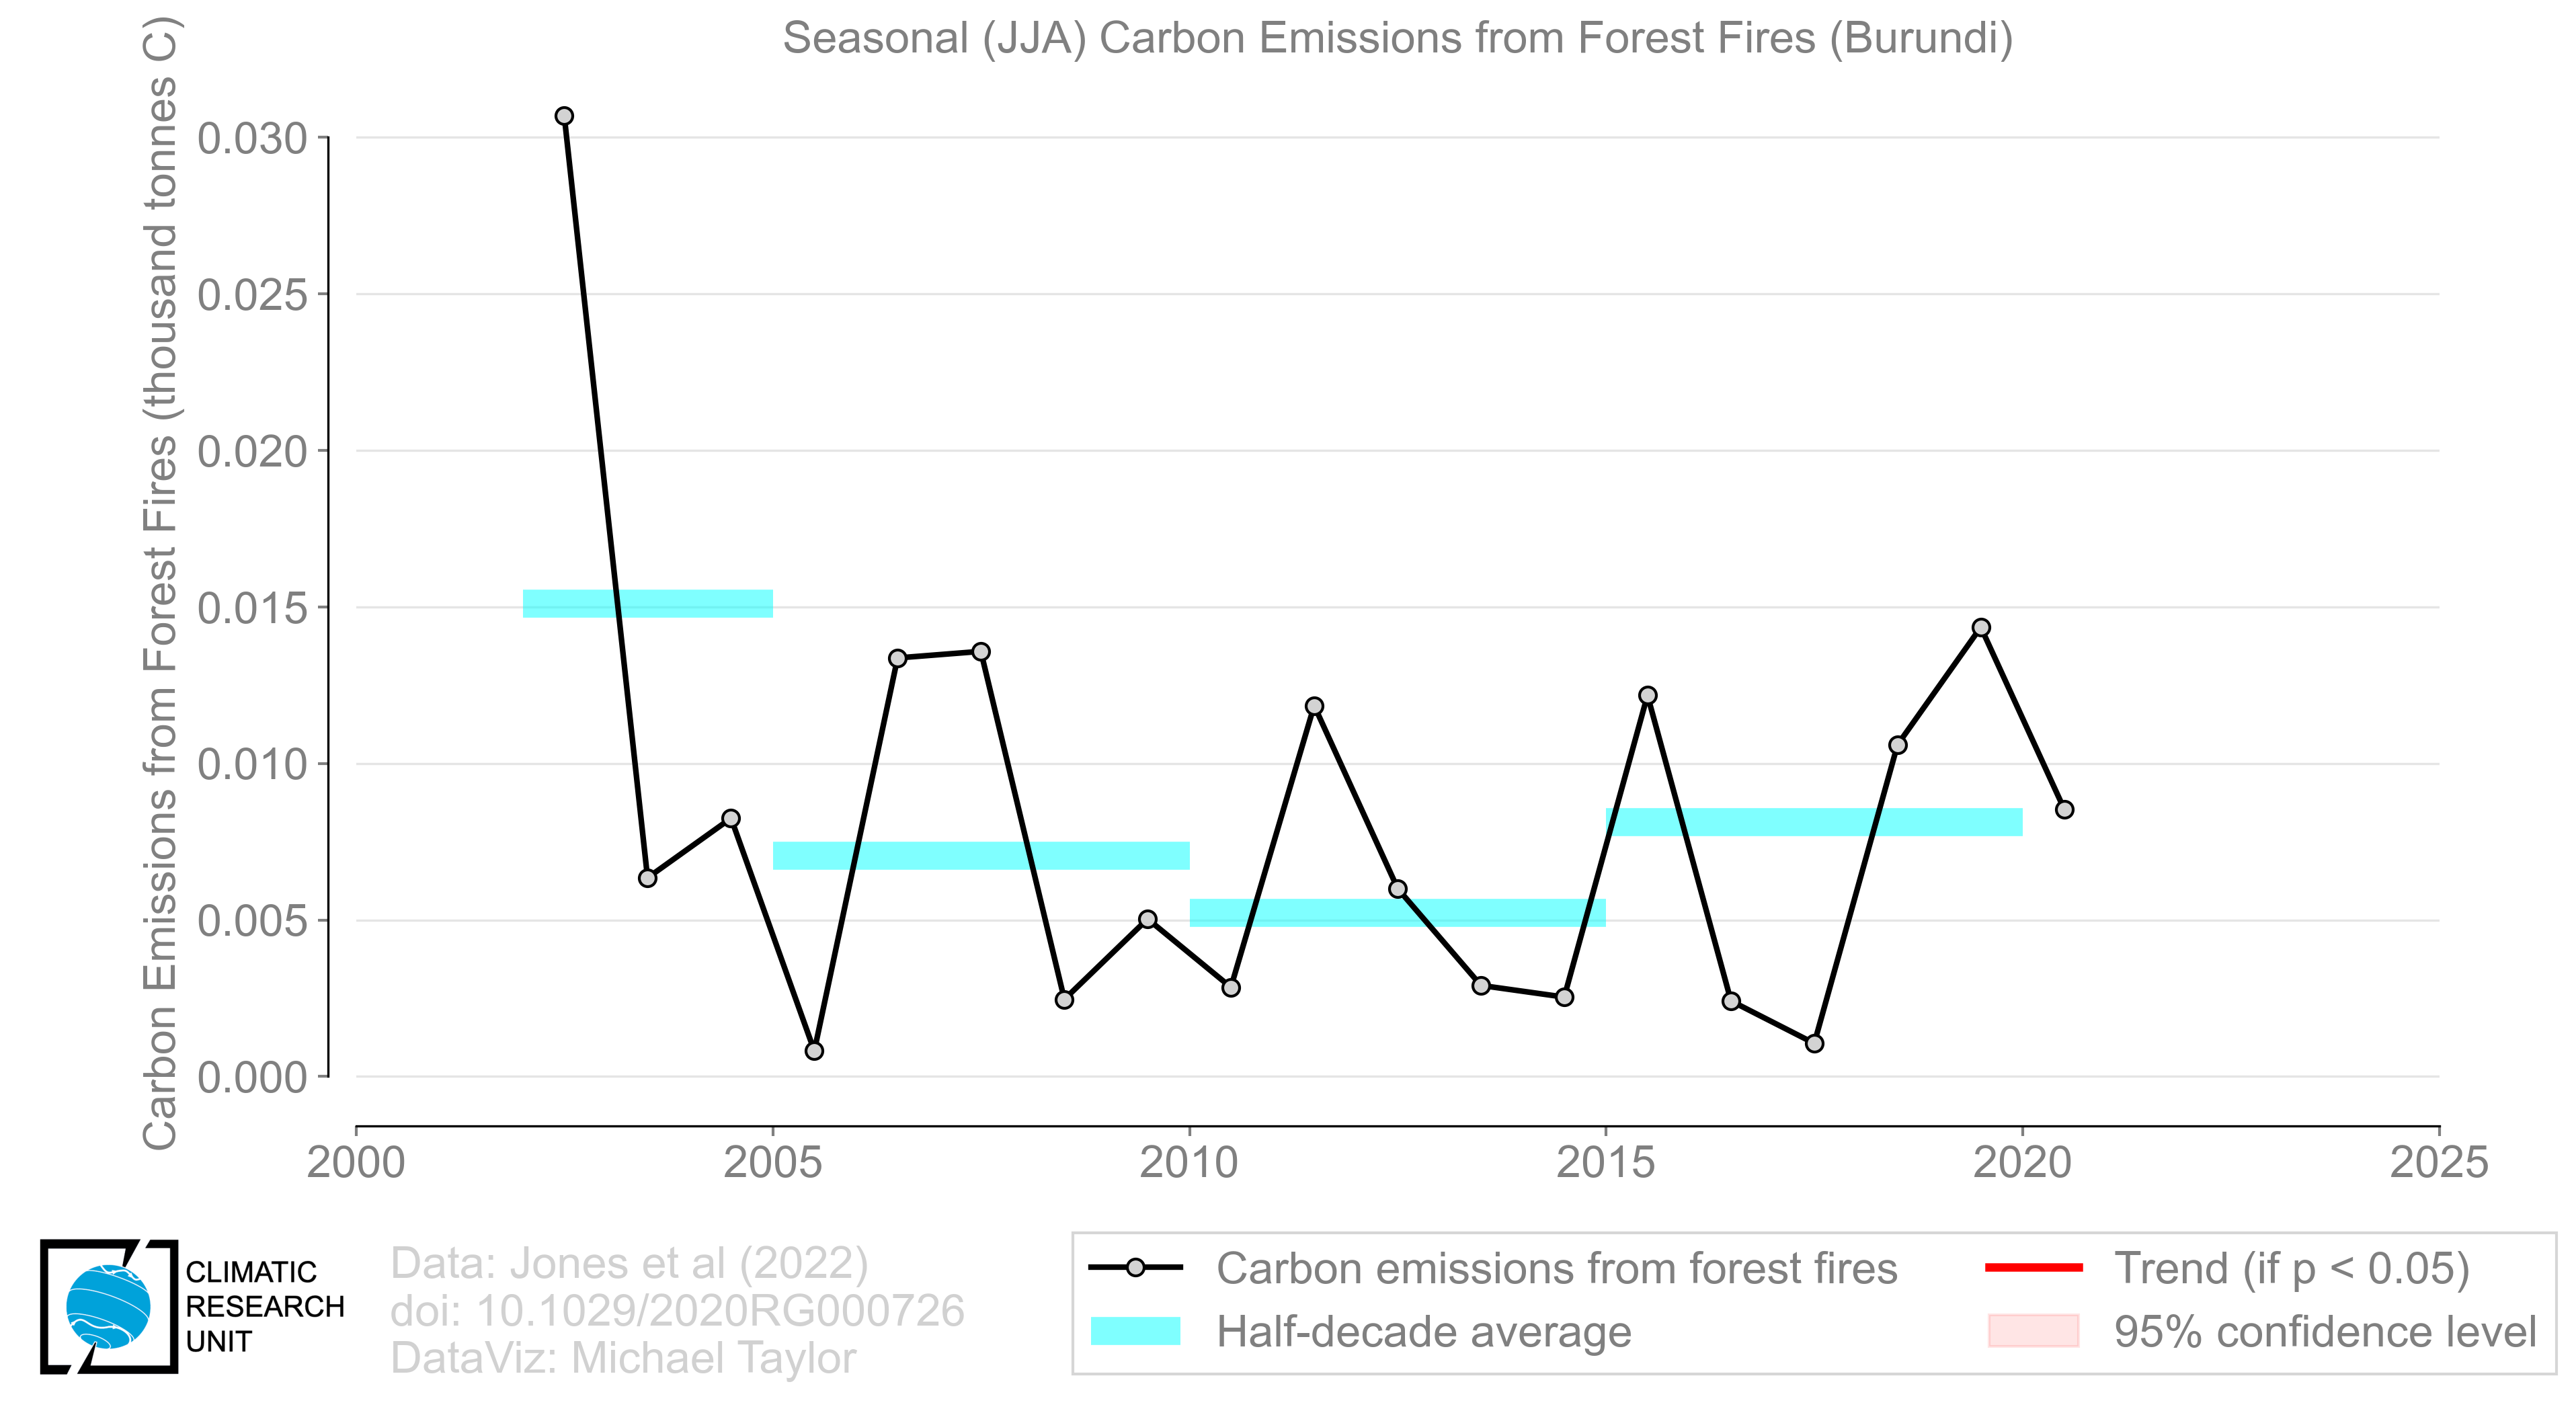 Seasonal (JJA) Carbon Emissions from Forest Fires (Burundi)
Carbon Emissions from Forest Fires (thousand tonnes C)
0.030
0.025
0.020
0.015
0.010
0.005
0.000
2000 2005 2010 2015 2020 2025
CLIMATIC
RESEARCH
UNIT
Data: Jones et al (2022)
doi: 10.1029/2020RG000726
DataViz: Michael Taylor
Carbon emissions from forest fires
Half-decade average
Trend (if p < 0.05)
95% confidence level